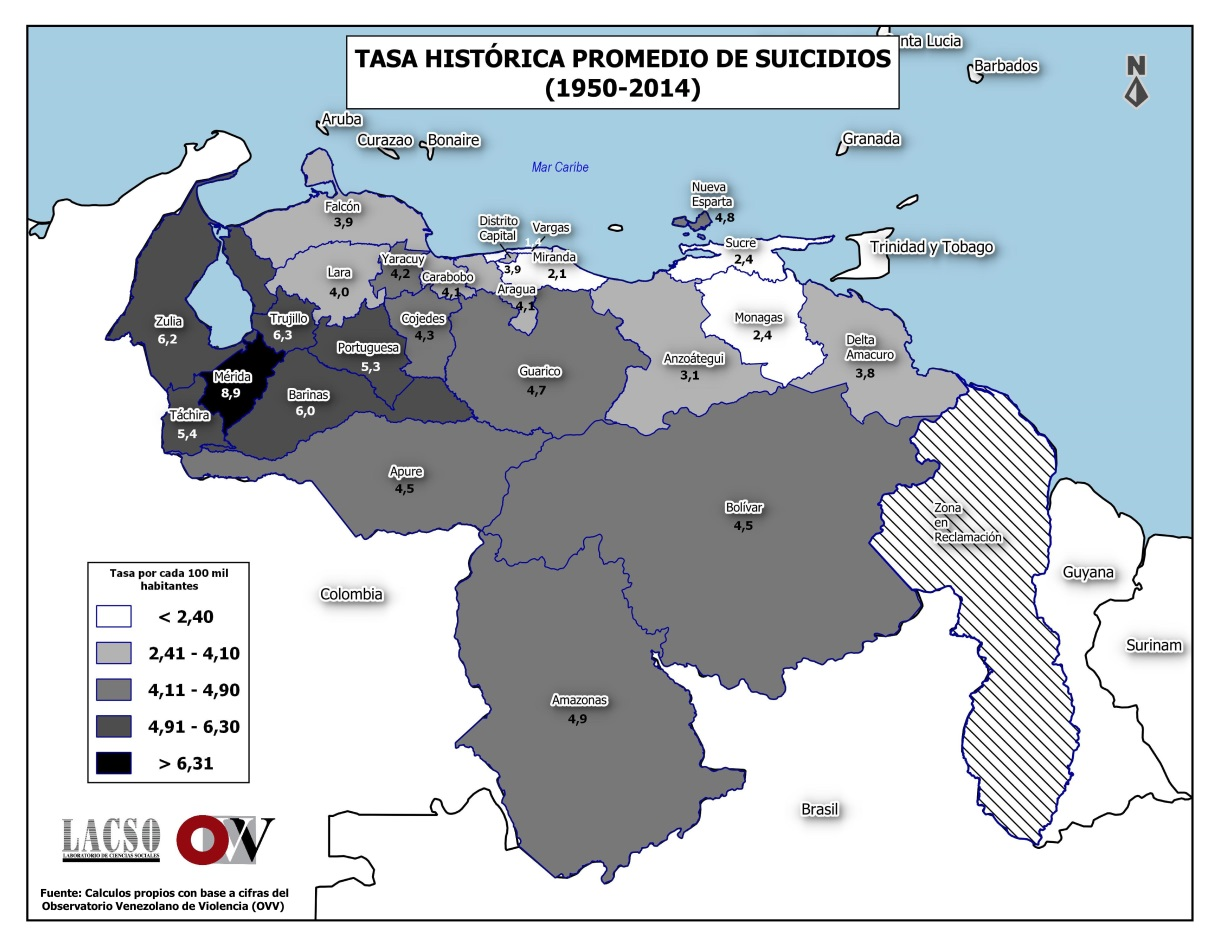 TASA HISTÓRICA PROMEDIO DE SUICIDIOS
(1950-2014)
nta Lucia
Barbados
N
Aruba
Curazao
Bonaire
Granada
Mar Caribe
Nueva
Esparta
4,8
Falcón
3,9
Distrito
Capital
3,9
Vargas
Miranda
2,1
Sucre
2,4
Trinidad y Tobago
Lara
4,0
Yaracuy
4,2
Carabobo
4,1
Aragua
4,1
Zulia
6,2
Trujillo
6,3
Cojedes
4,3
Portuguesa
5,3
Monagas
2,4
Delta
Amacuro
3,8
Anzoátegui
3,1
Guarico
4,7
Mérida
8,9
Barinas
6,0
Táchira
5,4
Apure
4,5
Bolívar
4,5
Zona
en
Reclamación
Guyana
Surinam
Colombia
Amazonas
4,9
Brasil
Tasa por cada 100 mil
habitantes
< 2,40
2,41 - 4,10
4,11 - 4,90
4,91 - 6,30
> 6,31
LACSO
LABORATORIO DE CIENCIAS SOCIALES
OVV
Fuente: Calculos propios con base a cifras del
Observatorio Venezolano de Violencia (OVV)